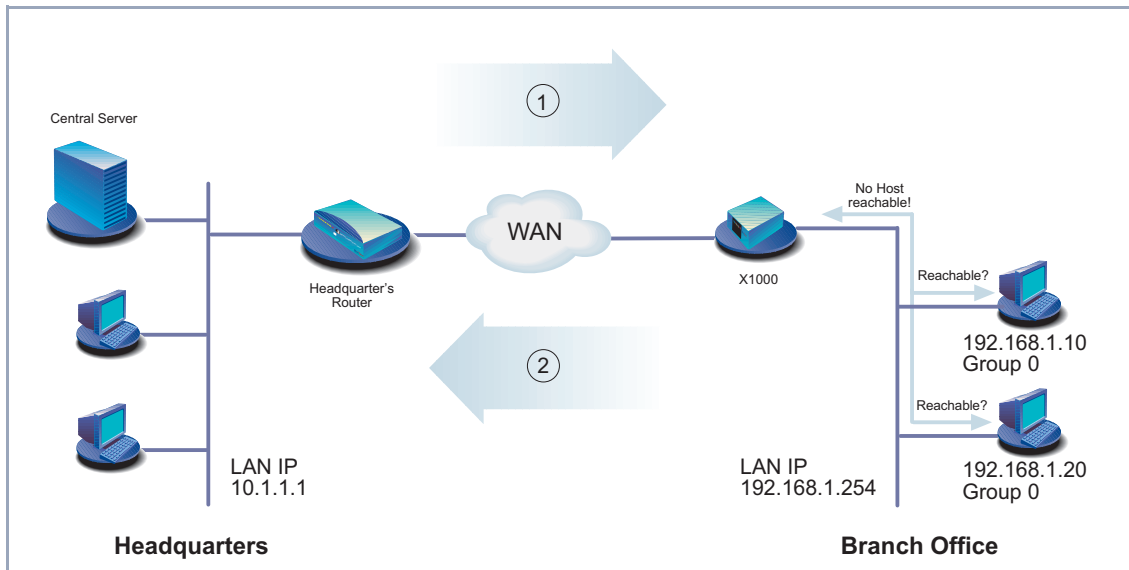 1
Central Server
No Host
reachable!
WAN
X1000
Headquarter's
Router
Reachable?
192.168.1.10
Group 0
2
Reachable?
LAN IP
10.1.1.1
LAN IP
192.168.1.254
192.168.1.20
Group 0
Headquarters
Branch Office